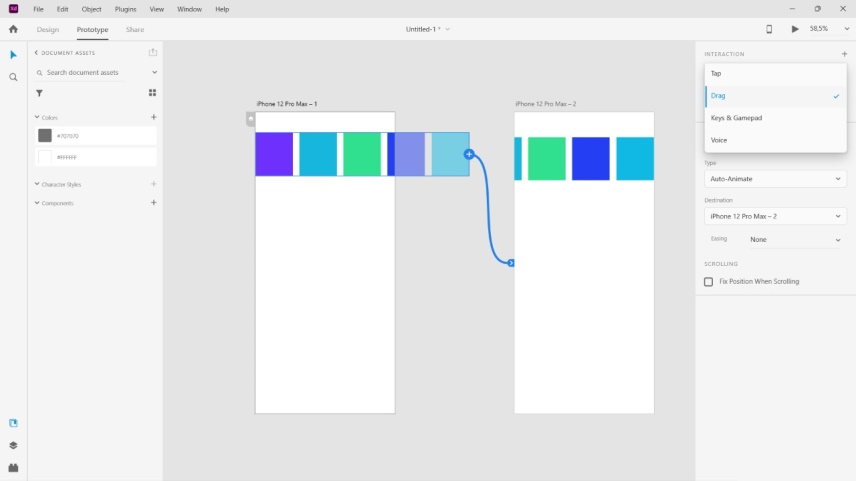 Xd File Edit Object Plugins View Window Help
Design Prototype Share Untitled-1 * 58,5%
DOCUMENT ASSETS
Search document assets
Colors
#707070
#FFFFFF
Character Styles
Components
iPhone 12 Pro Max – 1
iPhone 12 Pro Max – 2
INTERACTION
Tap
Drag
Keys & Gamepad
Voice
Type
Auto-Animate
Destination
iPhone 12 Pro Max – 2
Easing None
SCROLLING
Fix Position When Scrolling